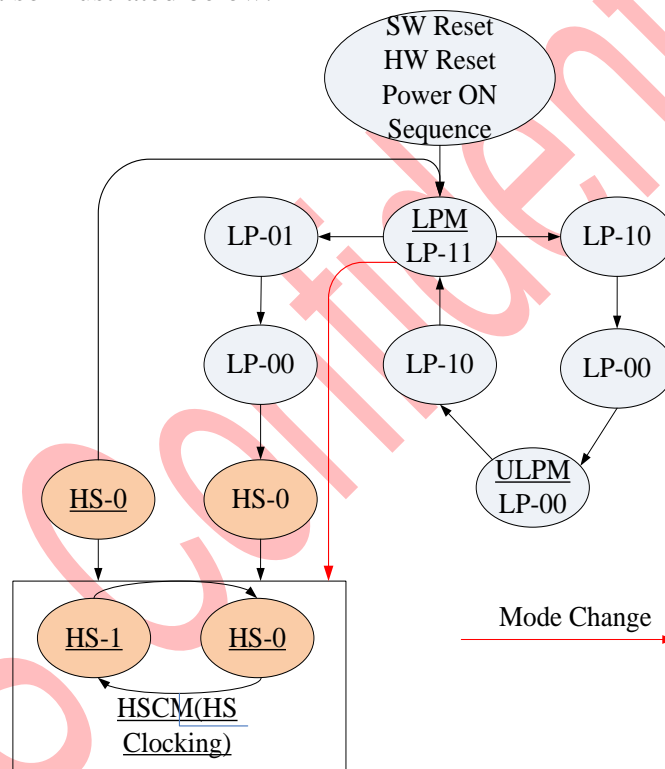 SW Reset
HW Reset
Power ON
Sequence
LP-01
LPM
LP-11
LP-10
LP-00
LP-10
LP-00
ULPM
LP-00
HS-0
HS-0
HS-1
HS-0
Mode Change
HSCM(HS
Clocking)